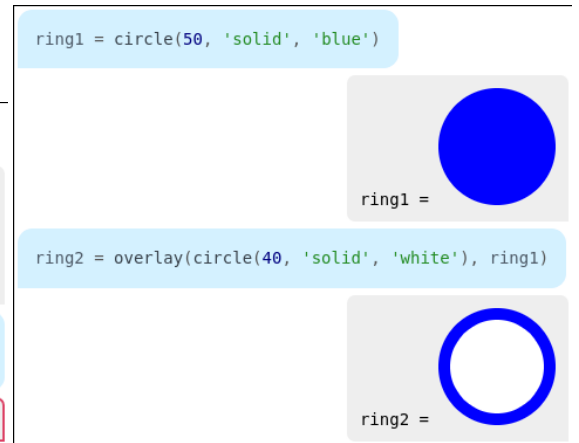 ring1 = circle(50, 'solid', 'blue')
ring1 =
ring2 = overlay(circle(40, 'solid', 'white'), ring1)
ring2 =